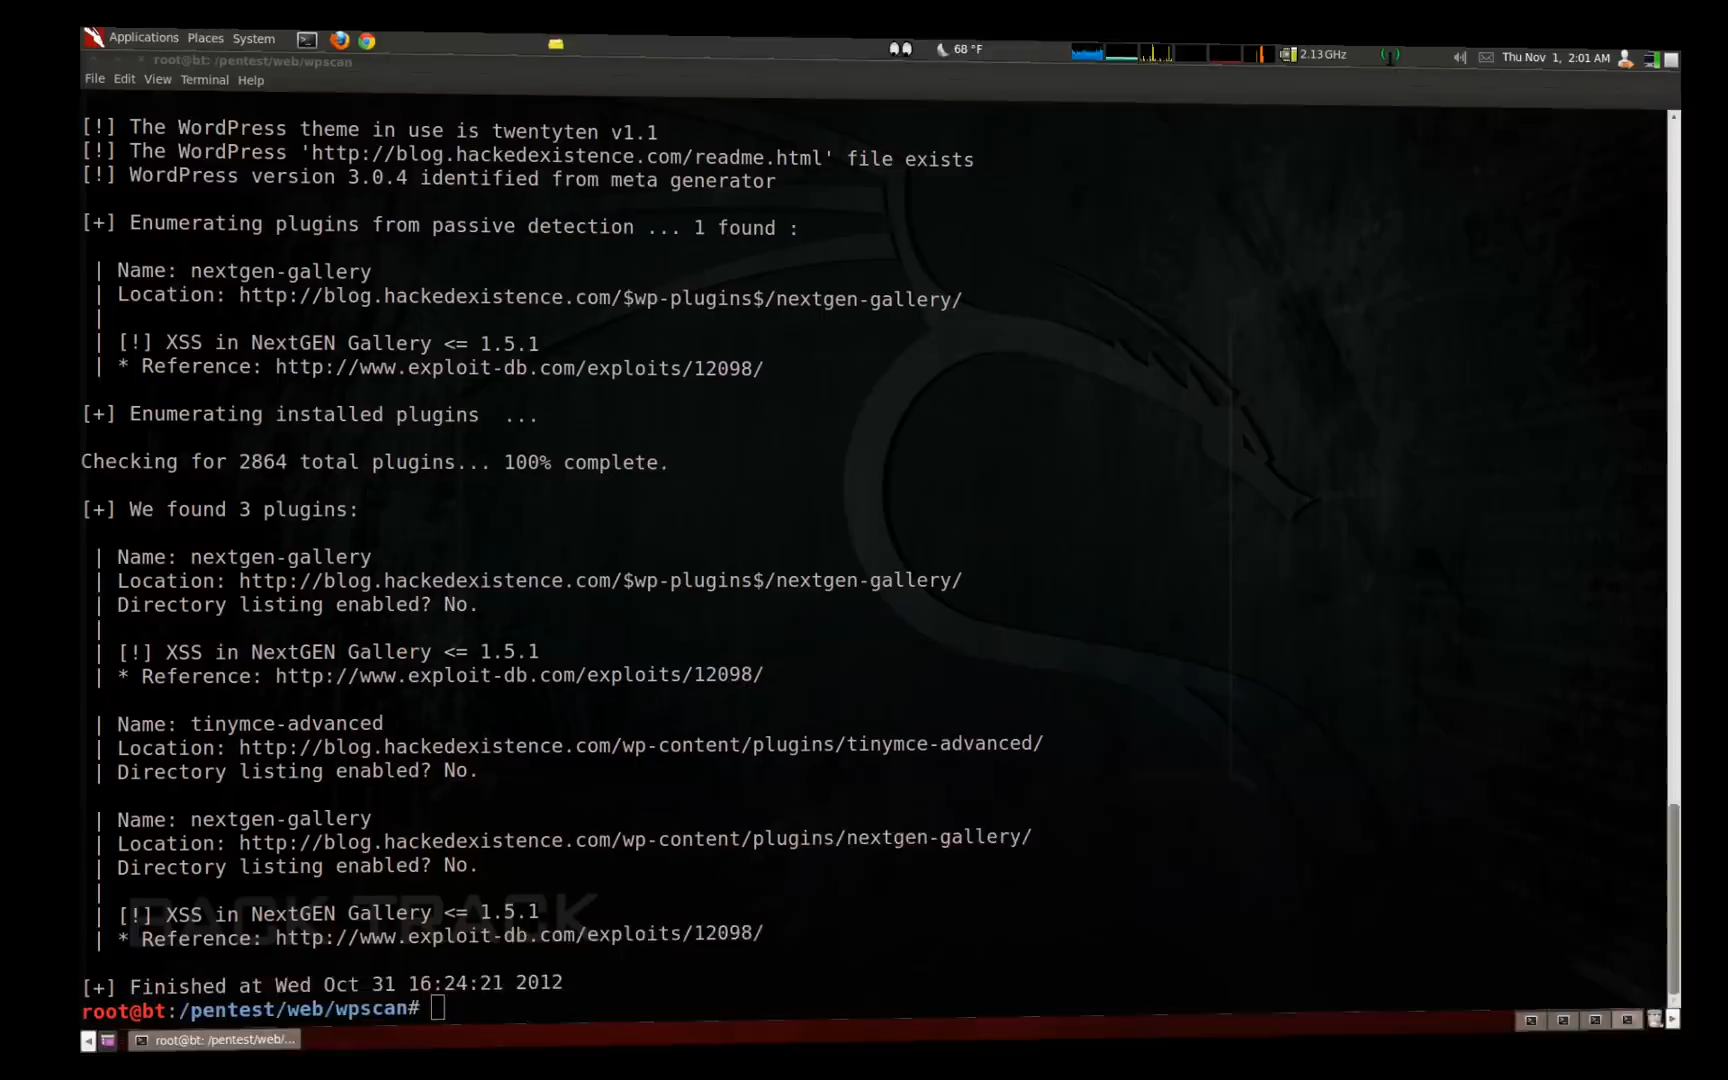 Applications Places System
68 °F
2.13GHz
Thu Nov 1, 2:01 AM
root@bt: /pentest/web/wpscan
File Edit View Terminal Help
[!] The WordPress theme in use is twentyten v1.1
[!] The WordPress 'http://blog.hackedexistence.com/readme.html' file exists
[!] WordPress version 3.0.4 identified from meta generator
[+] Enumerating plugins from passive detection ... 1 found :
| Name: nextgen-gallery
| Location: http://blog.hackedexistence.com/$wp-plugins$/nextgen-gallery/
|
| [!] XSS in NextGEN Gallery <= 1.5.1
| * Reference: http://www.exploit-db.com/exploits/12098/
[+] Enumerating installed plugins  ...
Checking for 2864 total plugins... 100% complete.
[+] We found 3 plugins:
| Name: nextgen-gallery
| Location: http://blog.hackedexistence.com/$wp-plugins$/nextgen-gallery/
| Directory listing enabled? No.
|
| [!] XSS in NextGEN Gallery <= 1.5.1
| * Reference: http://www.exploit-db.com/exploits/12098/
| Name: tinymce-advanced
| Location: http://blog.hackedexistence.com/wp-content/plugins/tinymce-advanced/
| Directory listing enabled? No.
| Name: nextgen-gallery
| Location: http://blog.hackedexistence.com/wp-content/plugins/nextgen-gallery/
| Directory listing enabled? No.
|
| [!] XSS in NextGEN Gallery <= 1.5.1
| * Reference: http://www.exploit-db.com/exploits/12098/
BACK TRACK
[+] Finished at Wed Oct 31 16:24:21 2012
root@bt:/pentest/web/wpscan#
root@bt: /pentest/web/...